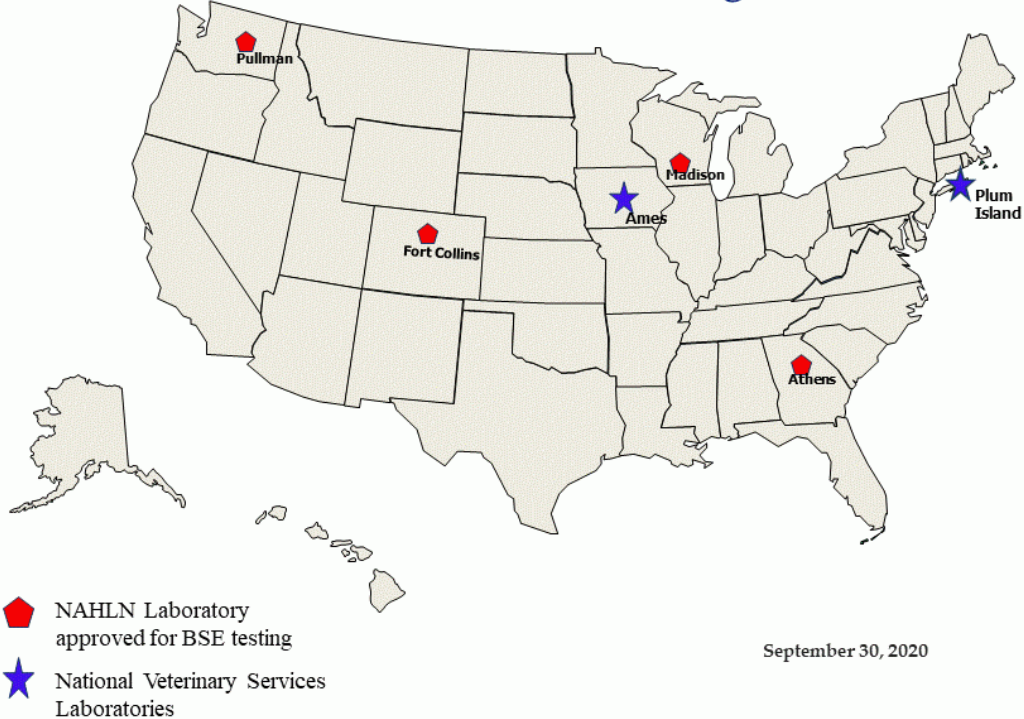 Pullman
Madison
Ames
Plum
Island
Fort Collins
Athens
NAHLN Laboratory
approved for BSE testing
September 30, 2020
National Veterinary Services
Laboratories